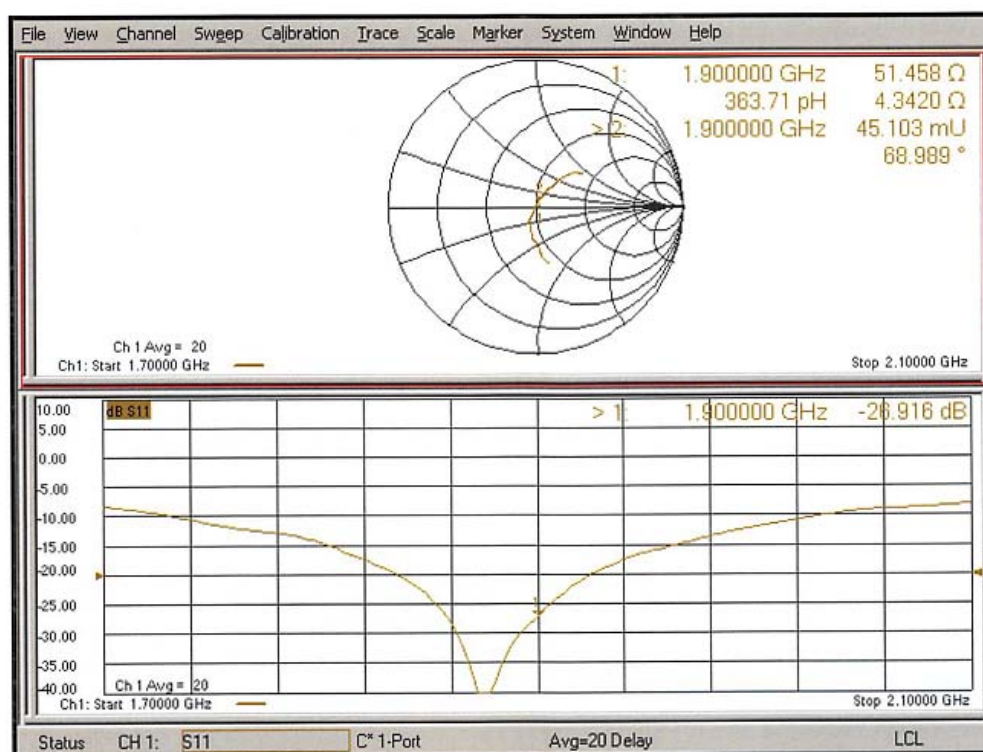 File View Channel Sweep Calibration Trace Scale Marker System Window Help
1: 1.900000 GHz 51.458 Ω
363.71 pH 4.3420 Ω
> 2: 1.900000 GHz 45.103 mU
68.989 °
Ch 1 Avg = 20
Ch1: Start 1.70000 GHz Stop 2.10000 GHz
10.00 dB S11 > 1: 1.900000 GHz -26.916 dB
5.00
0.00
-5.00
-10.00
-15.00
-20.00
1
-25.00
-30.00
-35.00
-40.00
Ch 1 Avg = 20
Ch1: Start 1.70000 GHz Stop 2.10000 GHz
Status CH 1: S11 C* 1-Port Avg=20 Delay LCL